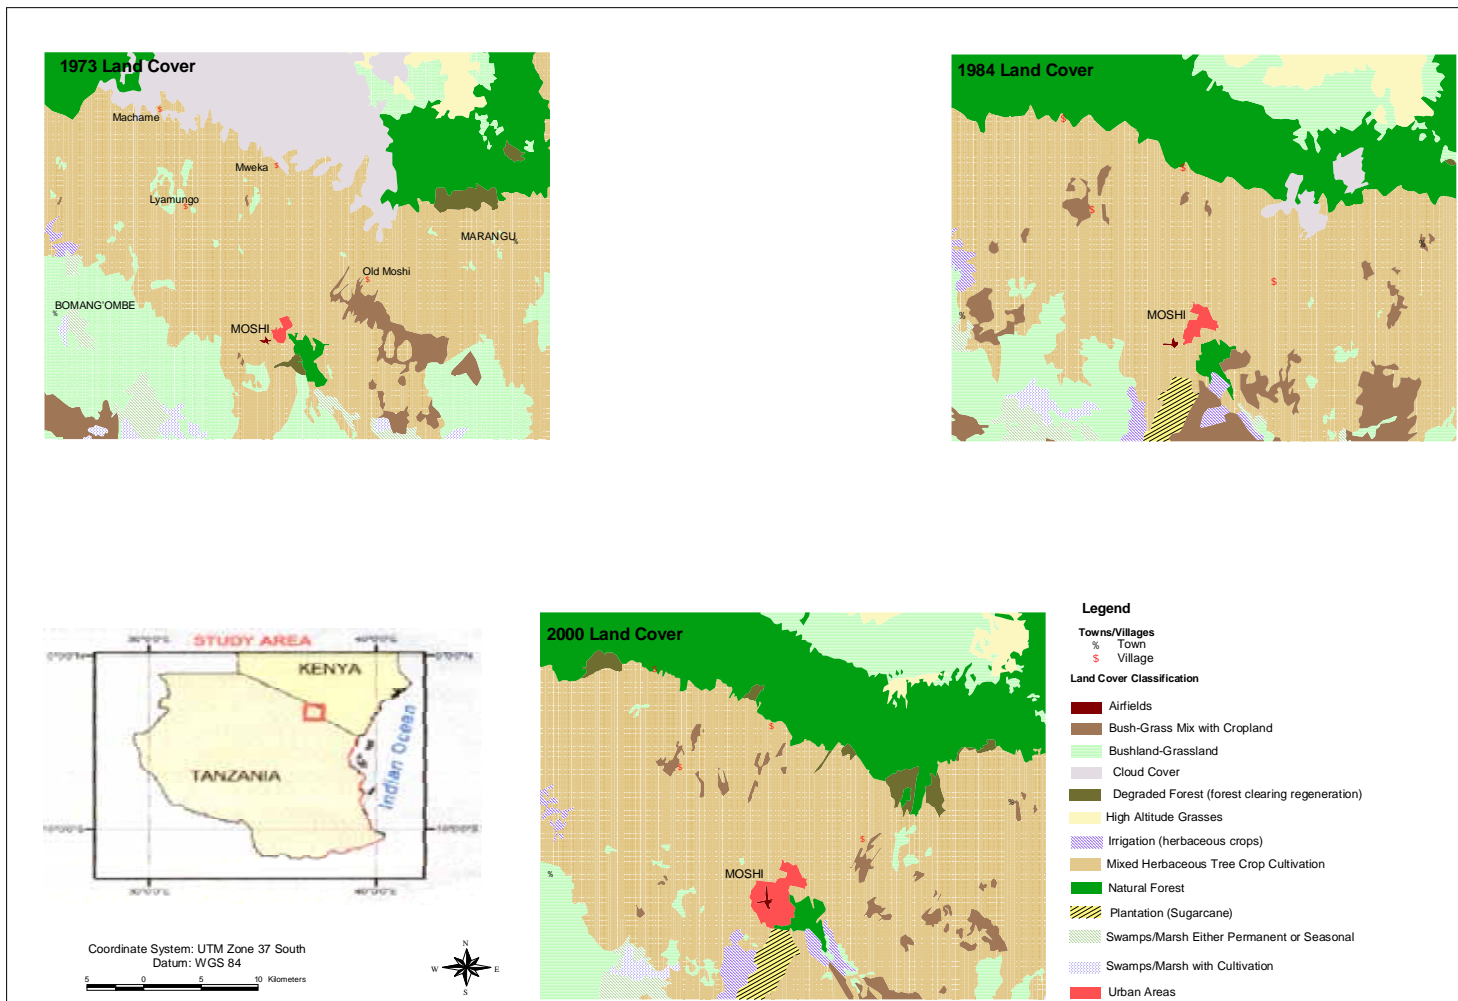 1973 Land Cover
Machame
Mweka
Lyamungo
MARANGU
%
Old Moshi
BOMANG'OMBE
%
MOSHI
$
$
$
$
1984 Land Cover
$
$
$
%
$
%
MOSHI
STUDY AREA
KENYA
TANZANIA
Indian Ocean
Coordinate System: UTM Zone 37 South
Datum: WGS 84
5 0 5 10 Kilometers
N
W E
S
2000 Land Cover
$
$
$
%
$
%
MOSHI
Legend
Towns/Villages
% Town
$ Village
Land Cover Classification
Airfields
Bush-Grass Mix with Cropland
Bushland-Grassland
Cloud Cover
Degraded Forest (forest clearing regeneration)
High Altitude Grasses
Irrigation (herbaceous crops)
Mixed Herbaceous Tree Crop Cultivation
Natural Forest
Plantation (Sugarcane)
Swamps/Marsh Either Permanent or Seasonal
Swamps/Marsh with Cultivation
Urban Areas